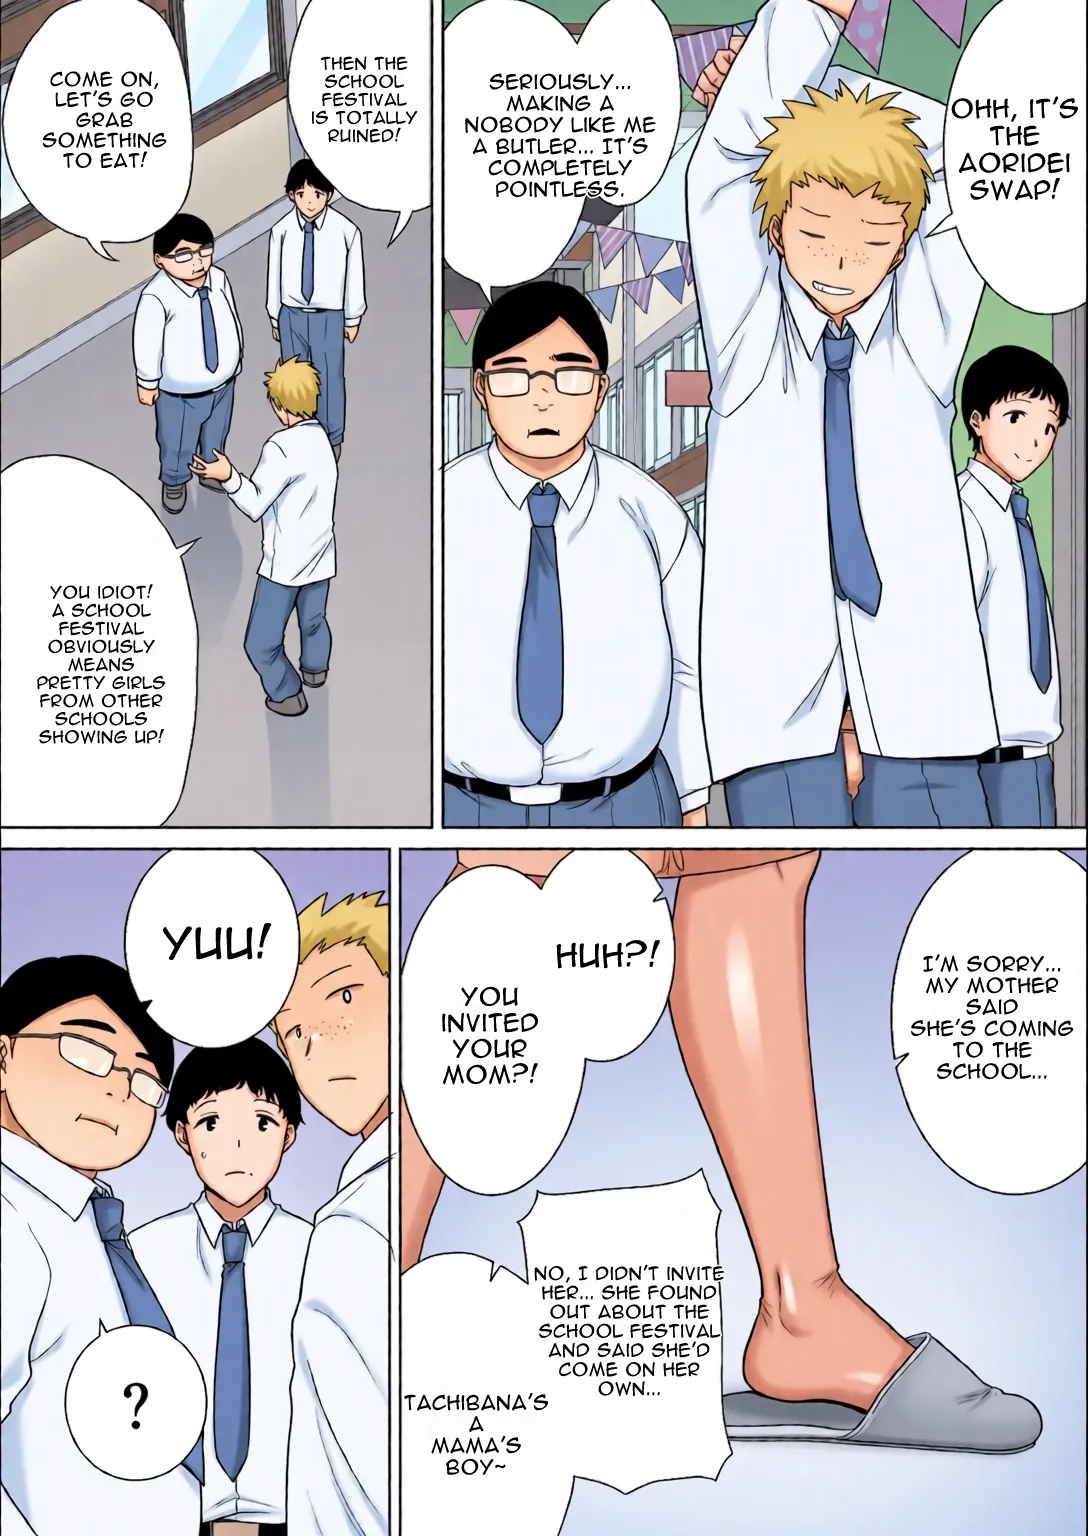 OHH, IT'S
THE
AORIDEI
SWAP!
SERIOUSLY...
MAKING A
NOBODY LIKE ME
A BUTLER... IT'S
COMPLETELY
POINTLESS.
THEN THE
SCHOOL
FESTIVAL
IS TOTALLY
RUINED!
COME ON,
LET'S GO
GRAB
SOMETHING
TO EAT!
YOU IDIOT!
A SCHOOL
FESTIVAL
OBVIOUSLY
MEANS
PRETTY GIRLS
FROM OTHER
SCHOOLS
SHOWING UP!
I'M SORRY...
MY MOTHER
SAID
SHE'S COMING
TO THE
SCHOOL...
HUH?!
YOU
INVITED
YOUR
MOM?!
NO, I DIDN'T INVITE
HER... SHE FOUND
OUT ABOUT THE
SCHOOL FESTIVAL
AND SAID SHE'D
COME ON HER
OWN...
TACHIBANA'S
A
MAMA'S
BOY~
YUU!
?